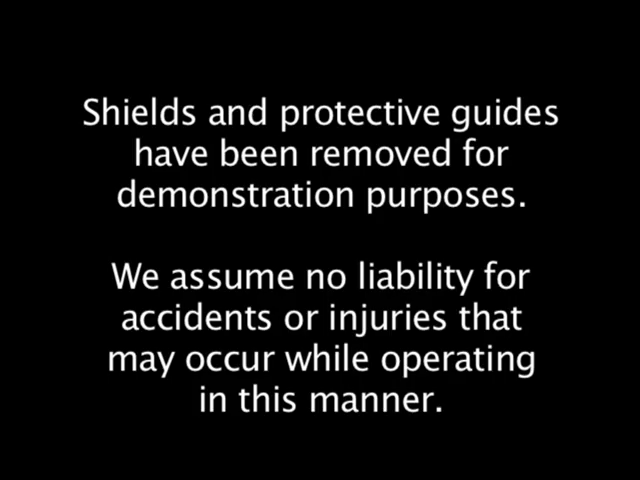 Shields and protective guides
have been removed for
demonstration purposes.
We assume no liability for
accidents or injuries that
may occur while operating
in this manner.